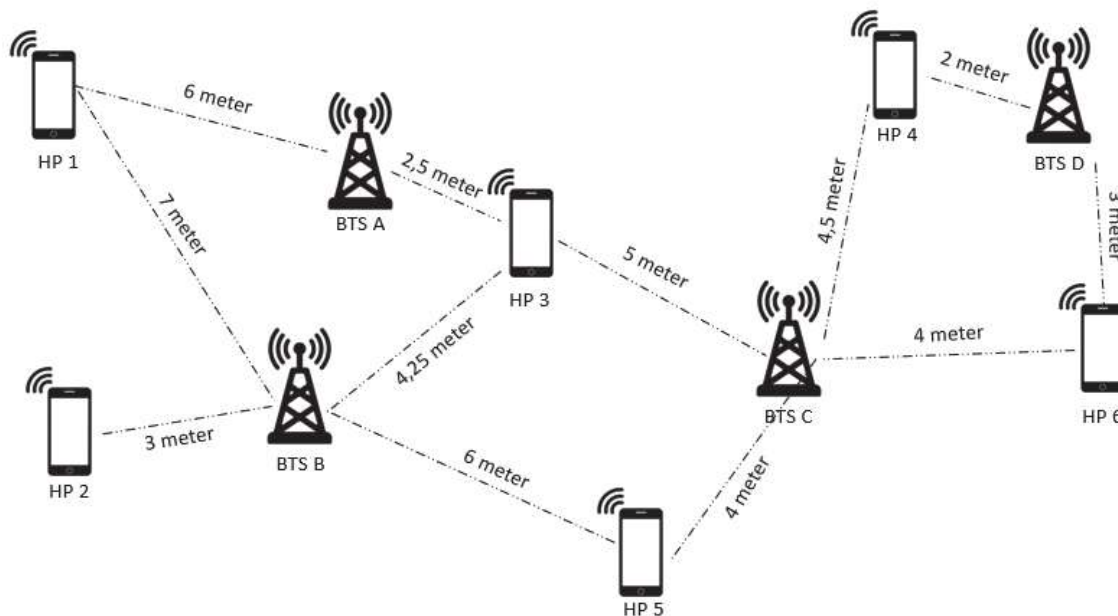 HP 1
6 meter
BTS A
2,5 meter
HP 3
7 meter
4,25 meter
HP 2
3 meter
BTS B
6 meter
HP 5
5 meter
BTS C
4 meter
4,5 meter
HP 4
2 meter
BTS D
3 meter
4 meter
HP 6